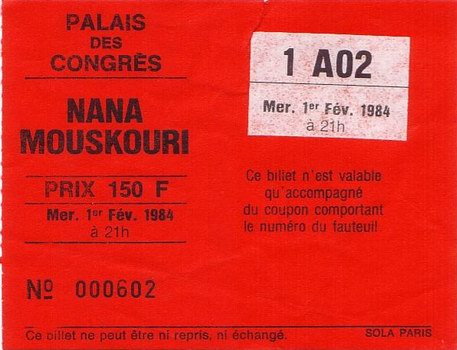 PALAIS
DES
CONGRÈS
NANA
MOUSKOURI
PRIX 150 F
Mer. 1er Fév. 1984
à 21h
Nº 000602
1 A02
Mer. 1er Fév. 1984
à 21h
Ce billet n'est valable
qu'accompagné
du coupon comportant
le numéro du fauteuil.
Ce billet ne peut être ni repris, ni échangé.
SOLA PARIS